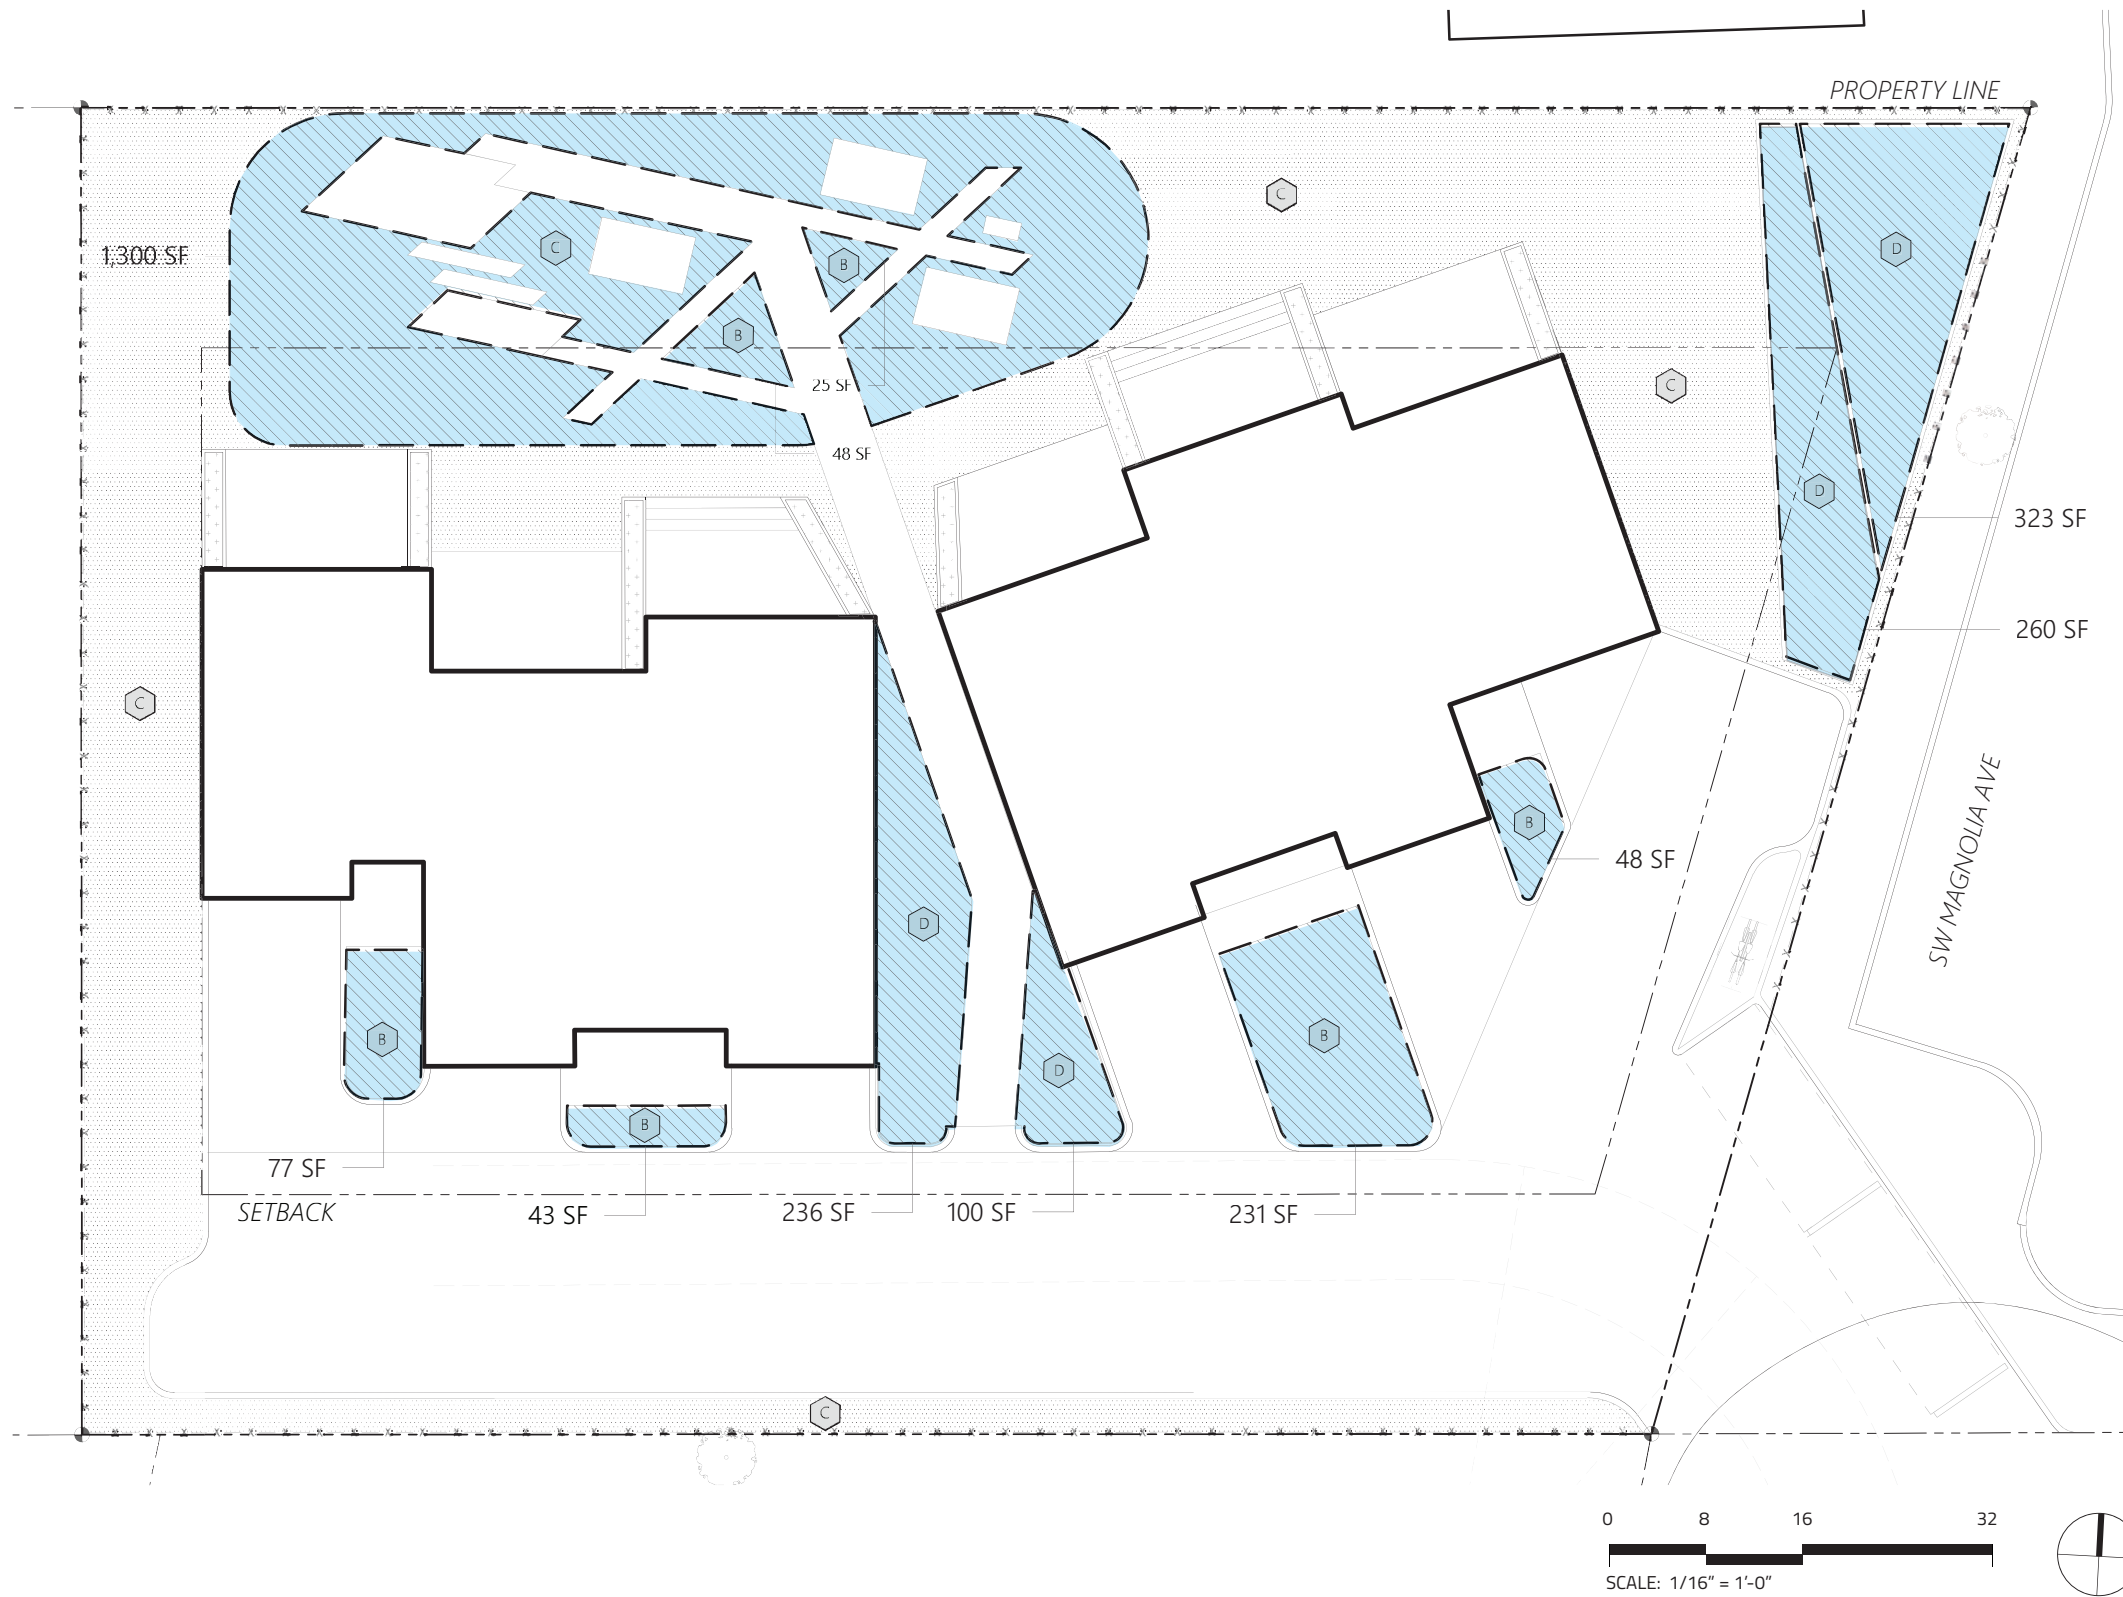 PROPERTY LINE
C
1,300 SF
C
B
D
B
25 SF
C
48 SF
D
323 SF
260 SF
C
B
48 SF
SW MAGNOLIA AVE
D
B
B
D
B
77 SF
SETBACK
43 SF
236 SF
100 SF
231 SF
C
0 8 16 32
SCALE: 1/16” = 1’-0”